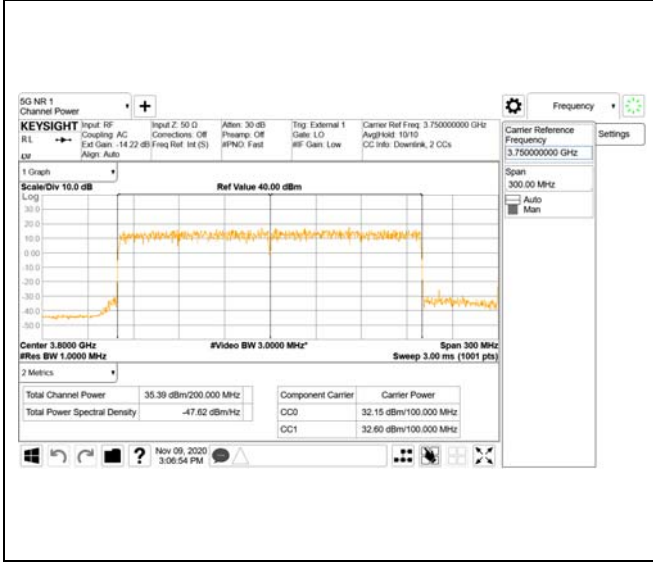 5G NR 1
Channel Power
Frequency
KEYSIGHT
RL
Input: RF
Coupling: AC
Ext Gain: -14.22 dB
Align: Auto
Input Z: 50 Ω
Corrections: Off
Freq Ref: Int (S)
Atten: 30 dB
Preamp: Off
#PNO: Fast
Trig: External 1
Gate: LO
#IF Gain: Low
Carrier Ref Freq: 3.750000000 GHz
Avg|Hold: 10/10
CC Info: Downlink, 2 CCs
Carrier Reference
Frequency
3.750000000 GHz
Settings
Span
300.00 MHz
Auto
Man
1 Graph
Scale/Div 10.0 dB
Ref Value 40.00 dBm
Log
30.0
20.0
10.0
0.00
-10.0
-20.0
-30.0
-40.0
-50.0
Center 3.8000 GHz
#Video BW 3.0000 MHz*
Span 300 MHz
#Res BW 1.0000 MHz
Sweep 3.00 ms (1001 pts)
2 Metrics
Total Channel Power 35.39 dBm/200.000 MHz
Total Power Spectral Density -47.62 dBm/Hz
Component Carrier Carrier Power
CC0 32.15 dBm/100.000 MHz
CC1 32.60 dBm/100.000 MHz
?
Nov 09, 2020
3:06:54 PM